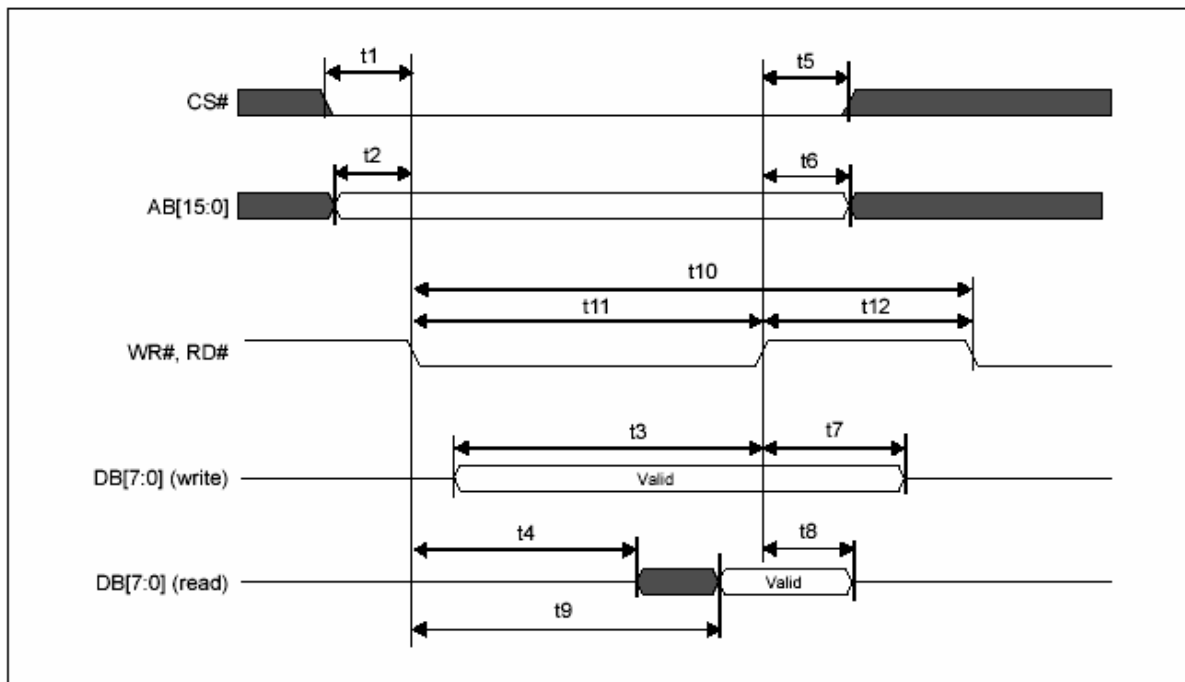 t1
t5
CS#
t2
t6
AB[15:0]
t10
t11
t12
WR#, RD#
t3
t7
DB[7:0] (write)
Valid
t4
t8
DB[7:0] (read)
Valid
t9